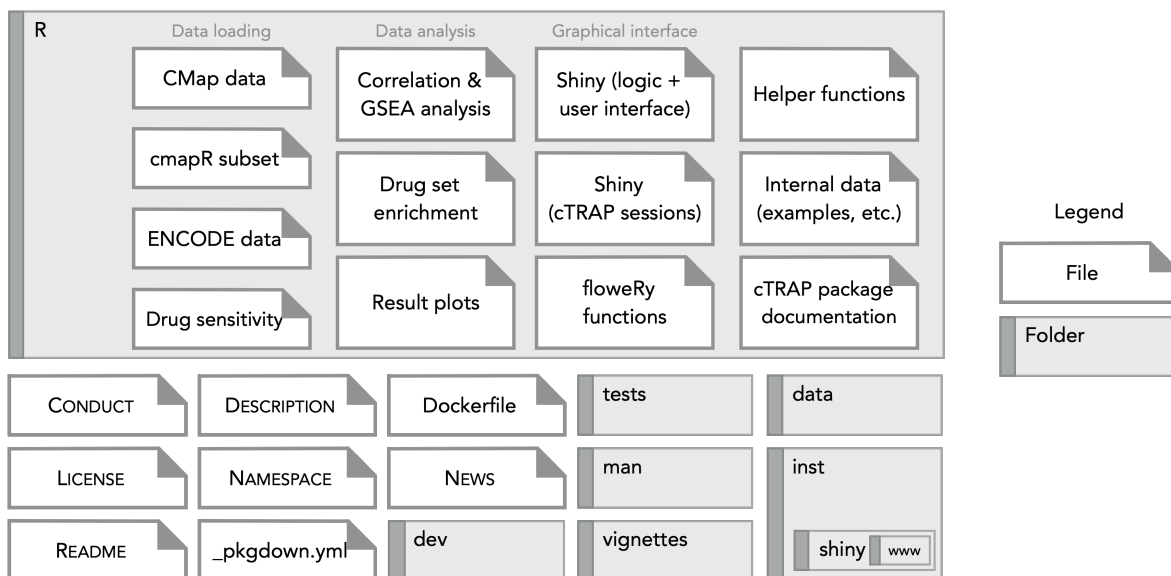 R
Data loading
CMap data
cmapR subset
ENCODE data
Drug sensitivity
Data analysis
Correlation &
GSEA analysis
Drug set
enrichment
Result plots
Graphical interface
Shiny (logic +
user interface)
Shiny
(cTRAP sessions)
floweRy
functions
Helper functions
Internal data
(examples, etc.)
cTRAP package
documentation
Legend
File
Folder
CONDUCT
DESCRIPTION
Dockerfile
tests
data
LICENSE
NAMESPACE
NEWS
man
inst
README
_pkgdown.yml
dev
vignettes
shiny
www